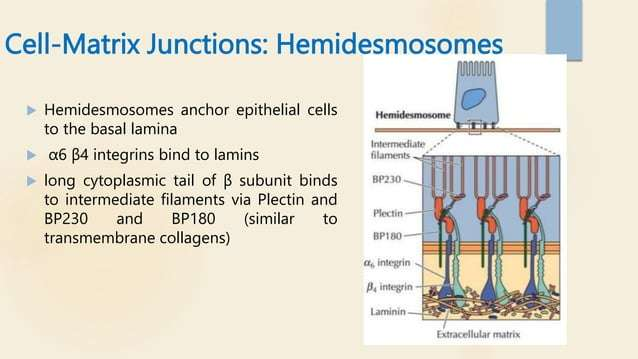 Cell-Matrix Junctions: Hemidesmosomes
Hemidesmosomes anchor epithelial cells
to the basal lamina
α6 β4 integrins bind to lamins
long cytoplasmic tail of β subunit binds
to intermediate filaments via Plectin and
BP230 and BP180 (similar to
transmembrane collagens)
Hemidesmosome
Intermediate
filaments
BP230
Plectin
BP180
α6 integrin
β4 integrin
Laminin
Extracellular matrix